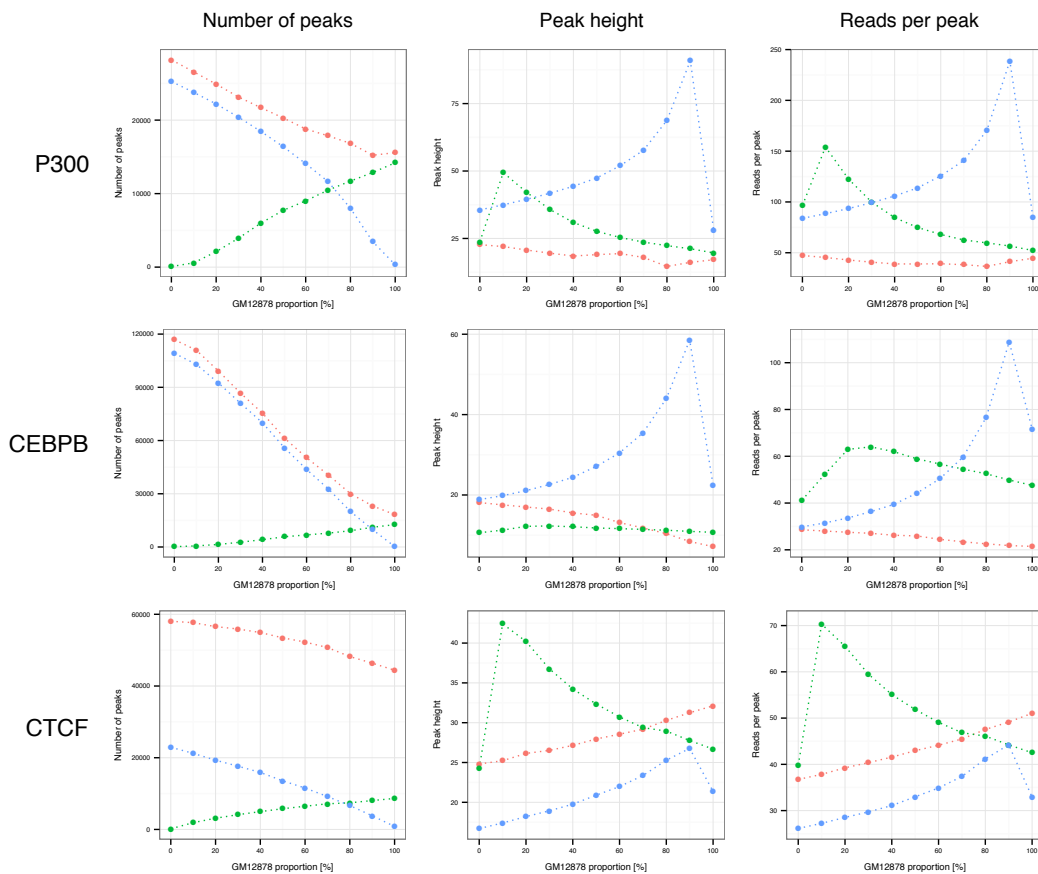 Number of peaks
Peak height
Reads per peak
P300
Number of peaks
20000
10000
0
0 20 40 60 80 100
GM12878 proportion [%]
Peak height
75
50
25
0 20 40 60 80 100
GM12878 proportion [%]
Reads per peak
250
200
150
100
50
0 20 40 60 80 100
GM12878 proportion [%]
CEBPB
Number of peaks
120000
90000
60000
30000
0
0 20 40 60 80 100
GM12878 proportion [%]
Peak height
60
40
20
0 20 40 60 80 100
GM12878 proportion [%]
Reads per peak
100
80
60
40
20
0 20 40 60 80 100
GM12878 proportion [%]
CTCF
Number of peaks
60000
40000
20000
0
0 20 40 60 80 100
GM12878 proportion [%]
Peak height
40
35
30
25
20
0 20 40 60 80 100
GM12878 proportion [%]
Reads per peak
70
60
50
40
30
0 20 40 60 80 100
GM12878 proportion [%]